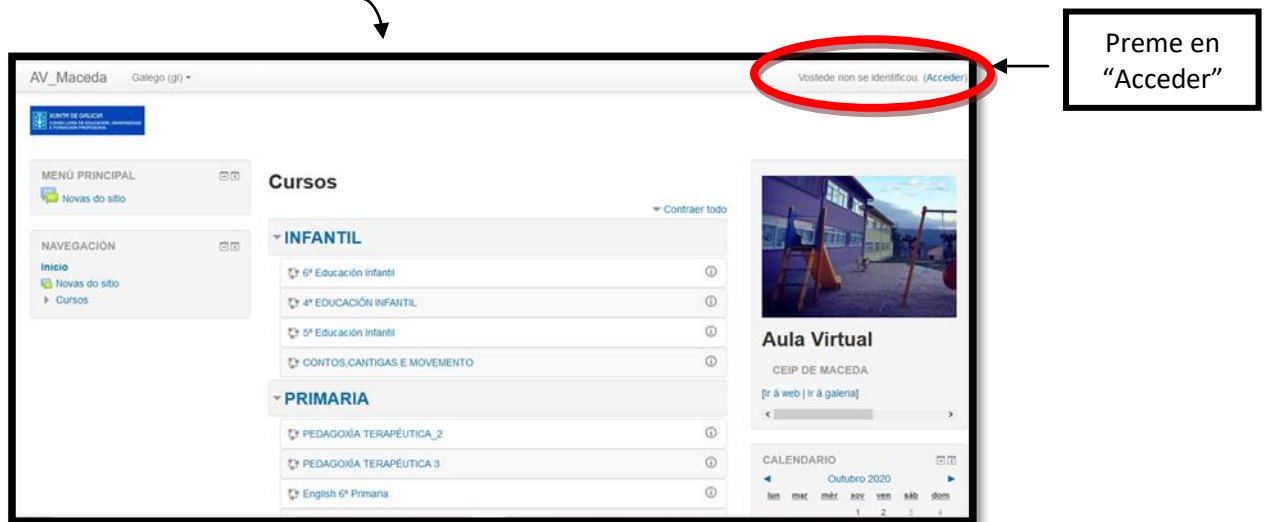 Preme en
“Acceder”
AV_Maceda Galego (gl)
Vostede non se identificou. (Acceder)
XUNTA DE GALICIA
MENÚ PRINCIPAL
Novas do sitio
NAVEGACIÓN
Inicio
Novas do sitio
Cursos
Cursos
Contraer todo
INFANTIL
6º Educación Infantil
4º EDUCACIÓN INFANTIL
5º Educación Infantil
CONTOS,CANTIGAS E MOVEMENTO
PRIMARIA
PEDAGOXÍA TERAPÉUTICA_2
PEDAGOXÍA TERAPÉUTICA 3
English 6º Primaria
Aula Virtual
CEIP DE MACEDA
[Ir á web | Ir á galeria]
CALENDARIO
Outubro 2020
lun mar mér xov ven sáb dom
1 2 3 4